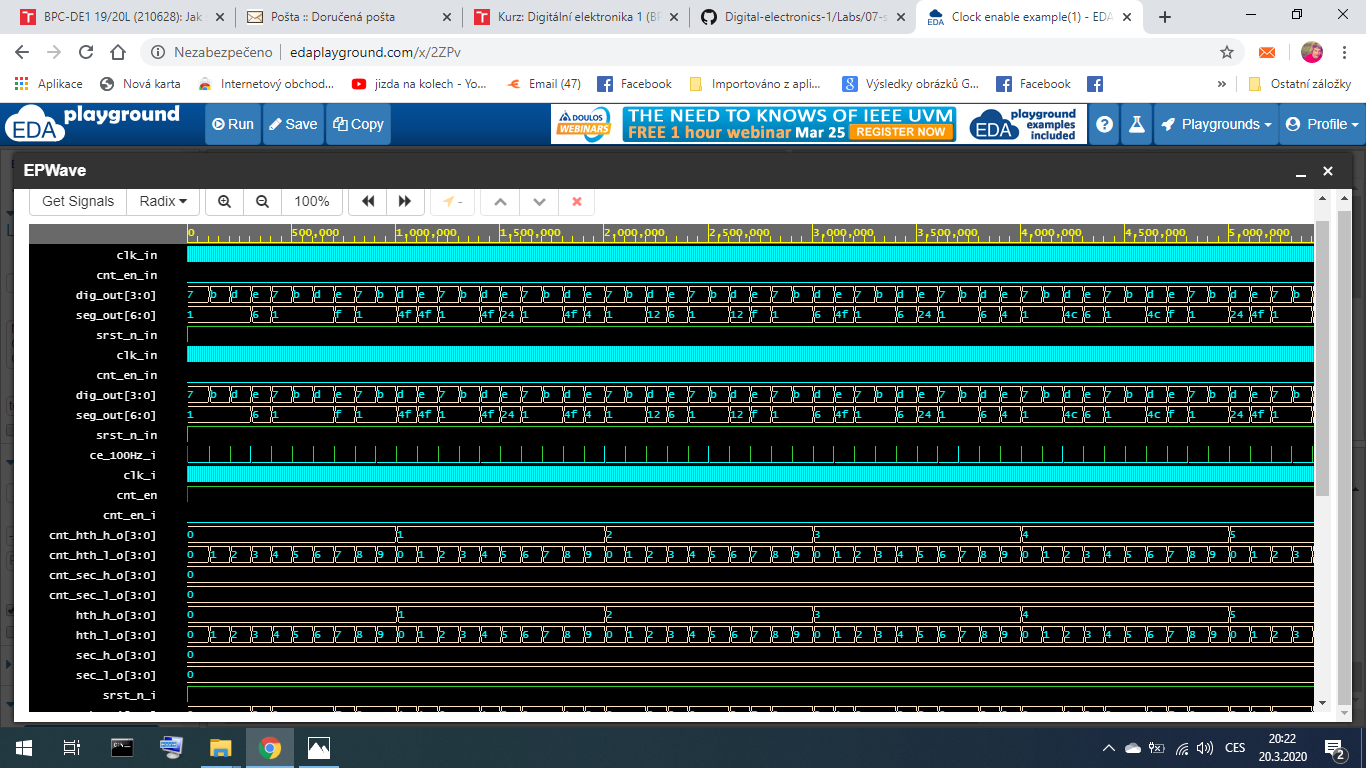 BPC-DE1 19/20L (210628): Jak
Pošta :: Doručená pošta
Kurz: Digitální elektronika 1 (BP
Digital-electronics-1/Labs/07-s
Clock enable example(1) - EDA
Nezabezpečeno edaplayground.com/x/2ZPv
Aplikace Nová karta Internetový obchod... jizda na kolech - Yo... Email (47) Facebook Importováno z apli... Výsledky obrázků G... Facebook » Ostatní záložky
EDA playground Run Save Copy DOULOS WEBINARS THE NEED TO KNOWS OF IEEE UVM EDA playground examples included ? Playgrounds Profile
FREE 1 hour webinar Mar 25 REGISTER NOW
EPWave
Get Signals Radix 100%
0 500,000 1,000,000 1,500,000 2,000,000 2,500,000 3,000,000 3,500,000 4,000,000 4,500,000 5,000,000
clk_in
cnt_en_in
dig_out[3:0] 7 b d e 7 b d e 7 b d e 7 b d e 7 b d e 7 b d e 7 b d e 7 b d e 7 b d e 7 b d e 7 b d e 7 b d e 7 b d e 7 b
seg_out[6:0] 1 6 1 f 1 4f 4f 1 4f 24 1 4f 4 1 12 6 1 12 f 1 6 4f 1 6 24 1 6 4 1 4c 6 1 4c f 1 24 4f 1
srst_n_in
clk_in
cnt_en_in
dig_out[3:0] 7 b d e 7 b d e 7 b d e 7 b d e 7 b d e 7 b d e 7 b d e 7 b d e 7 b d e 7 b d e 7 b d e 7 b d e 7 b d e 7 b
seg_out[6:0] 1 6 1 f 1 4f 4f 1 4f 24 1 4f 4 1 12 6 1 12 f 1 6 4f 1 6 24 1 6 4 1 4c 6 1 4c f 1 24 4f 1
srst_n_in
ce_100Hz_i
clk_i
cnt_en
cnt_en_i
cnt_hth_h_o[3:0] 0 1 2 3 4 5
cnt_hth_l_o[3:0] 0 1 2 3 4 5 6 7 8 9 0 1 2 3 4 5 6 7 8 9 0 1 2 3 4 5 6 7 8 9 0 1 2 3 4 5 6 7 8 9 0 1 2 3 4 5 6 7 8 9 0 1 2 3
cnt_sec_h_o[3:0] 0
cnt_sec_l_o[3:0] 0
hth_h_o[3:0] 0 1 2 3 4 5
hth_l_o[3:0] 0 1 2 3 4 5 6 7 8 9 0 1 2 3 4 5 6 7 8 9 0 1 2 3 4 5 6 7 8 9 0 1 2 3 4 5 6 7 8 9 0 1 2 3 4 5 6 7 8 9 0 1 2 3
sec_h_o[3:0] 0
sec_l_o[3:0] 0
srst_n_i
CES 20:22
20.3.2020 2